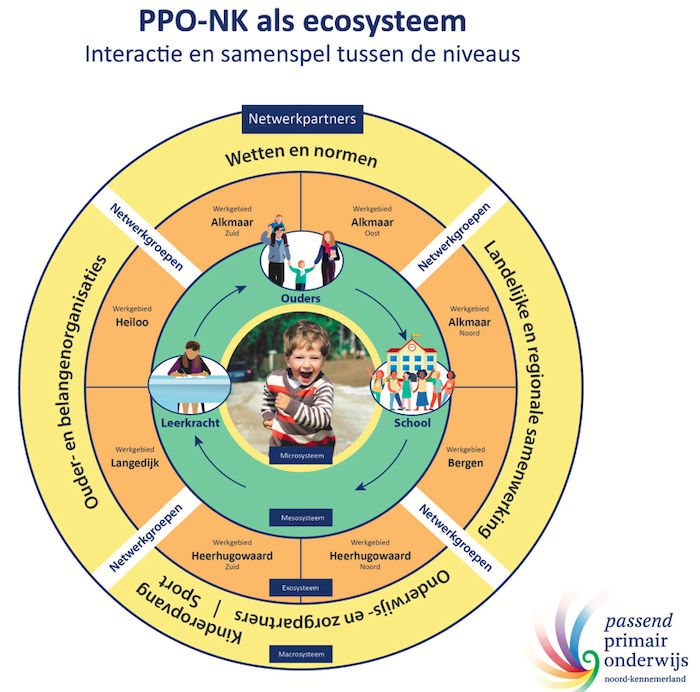 PPO-NK als ecosysteem
Interactie en samenspel tussen de niveaus
Netwerkpartners
Wetten en normen
Netwerkgroepen
Netwerkgroepen
Werkgebied
Alkmaar
Zuid
Werkgebied
Alkmaar
Oost
Ouder- en belangenorganisaties
Landelijke en regionale samenwerking
Ouders
Werkgebied
Heiloo
Werkgebied
Alkmaar
Noord
Leerkracht
School
Microsysteem
Werkgebied
Langedijk
Werkgebied
Bergen
Mesosysteem
Netwerkgroepen
Netwerkgroepen
Werkgebied
Heerhugowaard
Zuid
Werkgebied
Heerhugowaard
Noord
Exosysteem
Kinderopvang | Onderwijs- en zorgpartners
Sport
Macrosysteem
passend
primair
onderwijs
noord-kennemerland